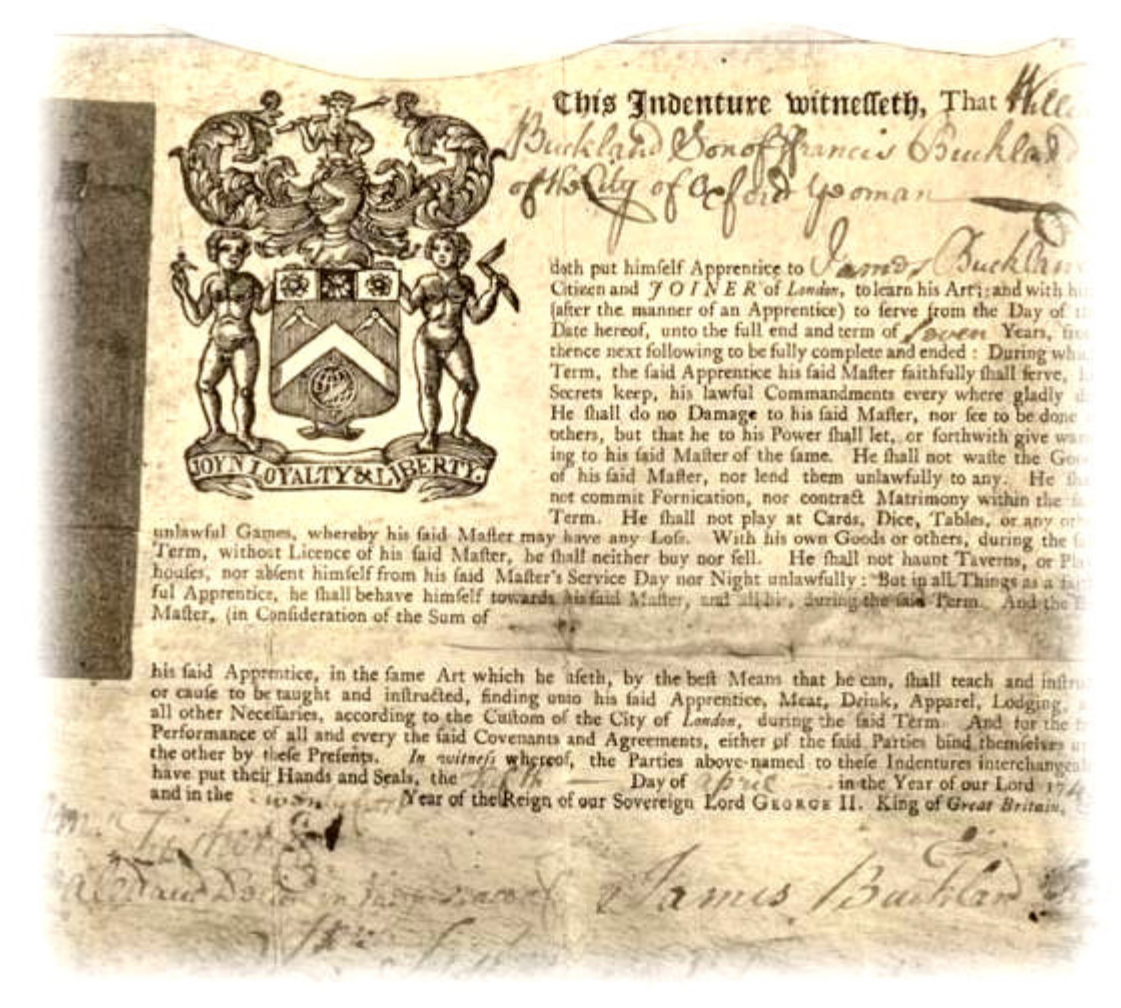 This Indenture witneſſeth, That Will
Buckland Son of Francis Buckland
of the City of Oxford Yeoman
doth put himſelf Apprentice to James Buckland
Citizen and JOINER of London, to learn his Art; and with hi
(after the manner of an Apprentice) to ſerve from the Day of t
Date hereof, unto the full end and term of ſeven Years, fro
thence next following to be fully complete and ended: During whi
Term, the ſaid Apprentice his ſaid Maſter faithfully ſhall ſerve,
Secrets keep, his lawful Commandments every where gladly d
He ſhall do no Damage to his ſaid Maſter, nor ſee to be done
others, but that he to his Power ſhall let, or forthwith give war
ing to his ſaid Maſter of the ſame. He ſhall not waſte the Goo
JOYN LOYALTY & LIBERTY.
of his ſaid Maſter, nor lend them unlawfully to any. He ſha
not commit Fornication, nor contract Matrimony within the ſa
Term. He ſhall not play at Cards, Dice, Tables, or any oth
unlawful Games, whereby his ſaid Maſter may have any Loſs. With his own Goods or others, during the ſa
Term, without Licence of his ſaid Maſter, he ſhall neither buy nor ſell. He ſhall not haunt Taverns, or Pla
houſes, nor abſent himſelf from his ſaid Maſter's Service Day nor Night unlawfully: But in all Things as a fai
ful Apprentice, he ſhall behave himſelf towards his ſaid Maſter, and all his, during the ſaid Term. And the
Maſter, (in Conſideration of the Sum of
his ſaid Apprentice, in the ſame Art which he uſeth, by the beſt Means that he can, ſhall teach and inſtru
or cauſe to be taught and inſtructed, finding unto his ſaid Apprentice, Meat, Drink, Apparel, Lodging,
all other Neceſſaries, according to the Cuſtom of the City of London, during the ſaid Term. And for the
Performance of all and every the ſaid Covenants and Agreements, either of the ſaid Parties bind themſelves
the other by theſe Preſents. In witneſs whereof, the Parties above-named to theſe Indentures interchangeab
have put their Hands and Seals, the Day of April in the Year of our Lord 174
and in the Year of the Reign of our Sovereign Lord GEORGE II. King of Great Britain,
James Buckland